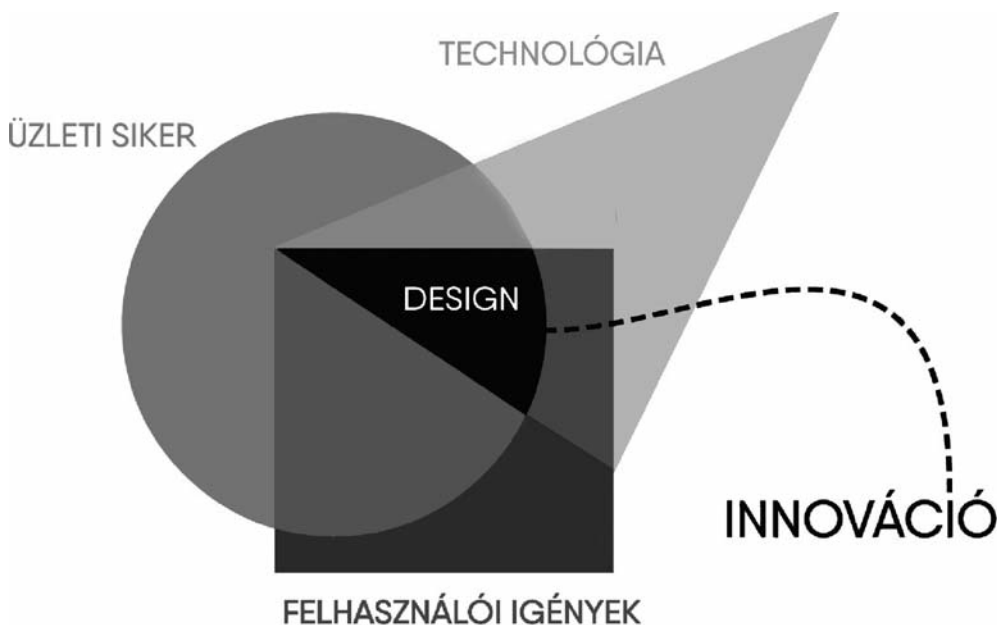 TECHNOLÓGIA
ÜZLETI SIKER
DESIGN
INNOVÁCIÓ
FELHASZNÁLÓI IGÉNYEK